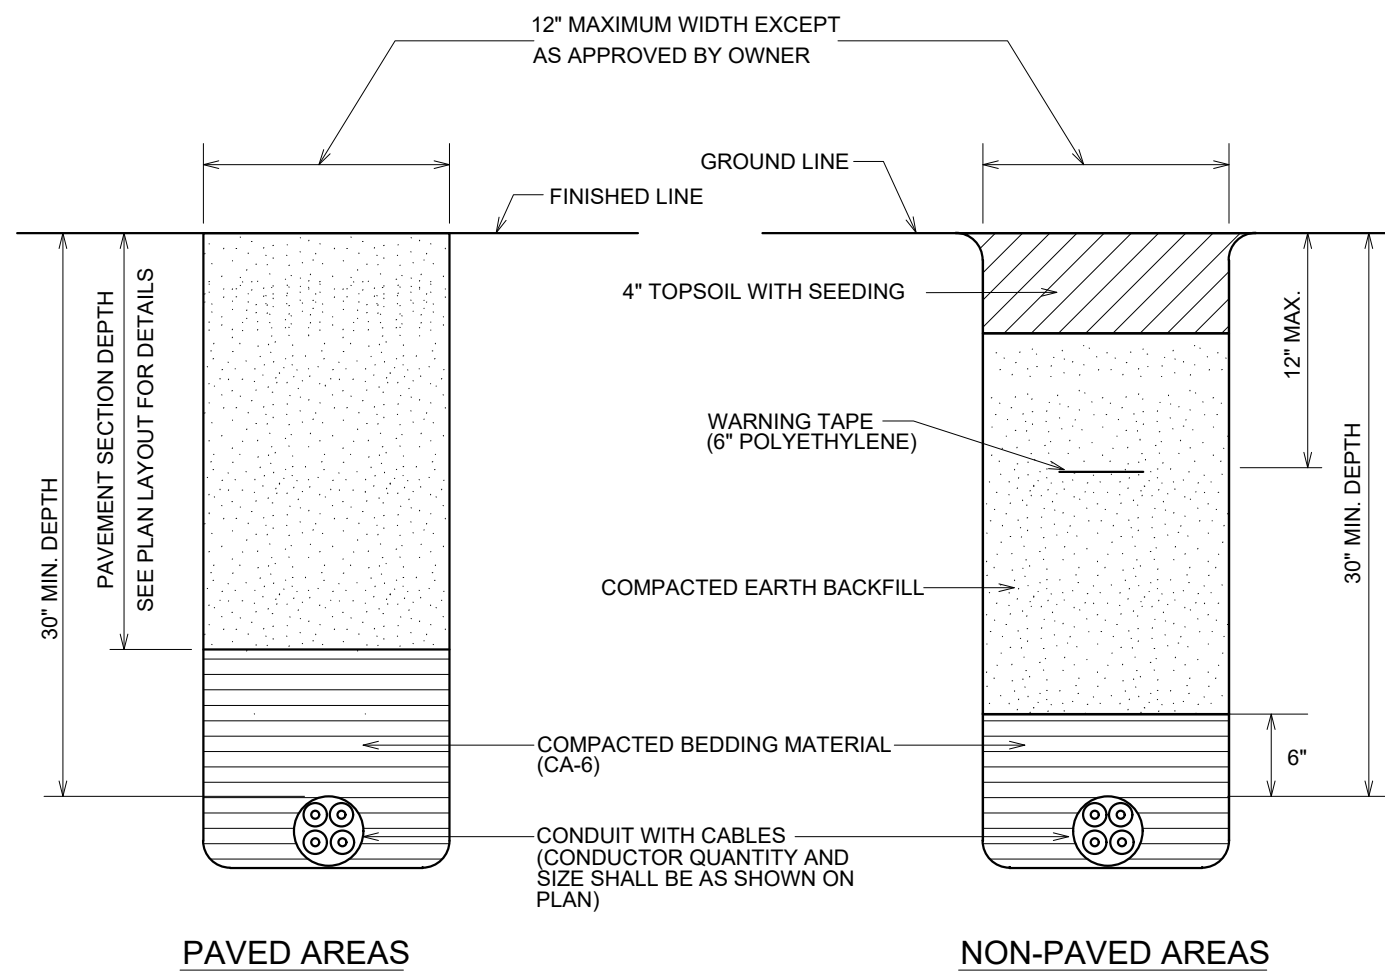 12" MAXIMUM WIDTH EXCEPT
AS APPROVED BY OWNER
GROUND LINE
FINISHED LINE
4" TOPSOIL WITH SEEDING
12" MAX.
PAVEMENT SECTION DEPTH
SEE PLAN LAYOUT FOR DETAILS
WARNING TAPE
(6" POLYETHYLENE)
30" MIN. DEPTH
30" MIN. DEPTH
COMPACTED EARTH BACKFILL
COMPACTED BEDDING MATERIAL
(CA-6)
6"
CONDUIT WITH CABLES
(CONDUCTOR QUANTITY AND
SIZE SHALL BE AS SHOWN ON
PLAN)
PAVED AREAS
NON-PAVED AREAS